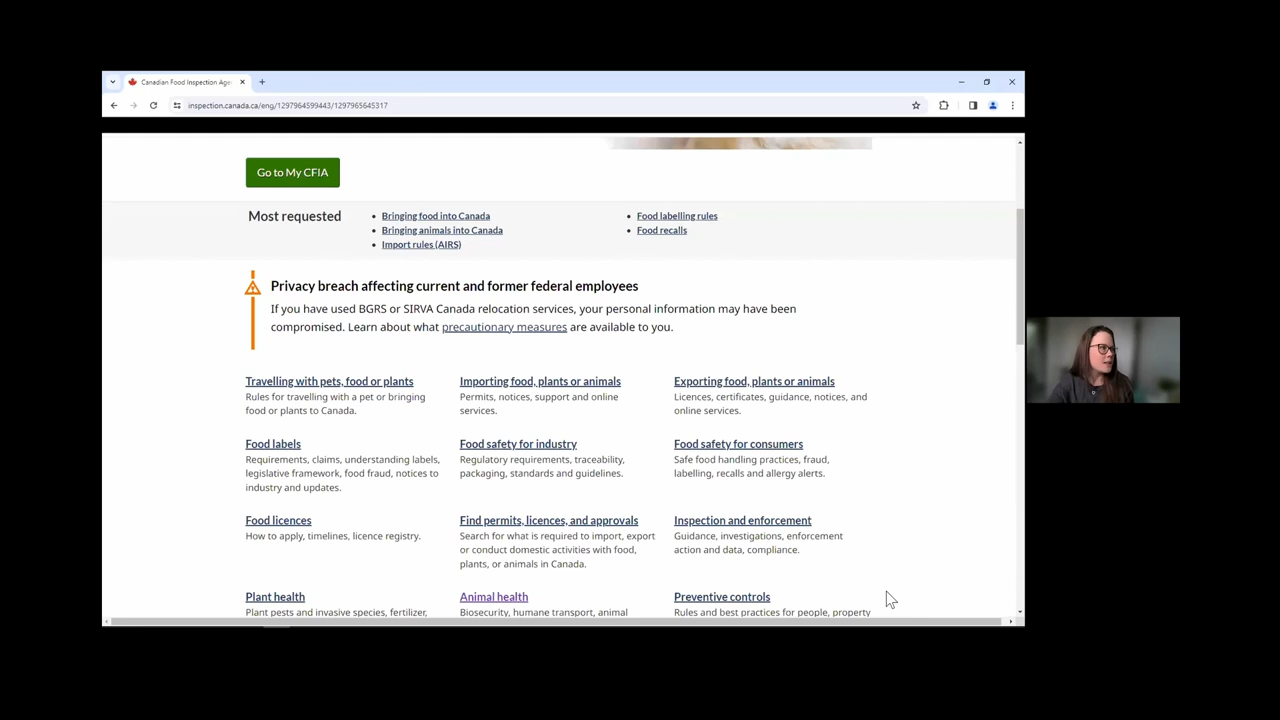 Canadian Food Inspection Age
inspection.canada.ca/eng/1297964599443/1297965645317
Go to My CFIA
Most requested
Bringing food into Canada
Bringing animals into Canada
Import rules (AIRS)
Food labelling rules
Food recalls
Privacy breach affecting current and former federal employees
If you have used BGRS or SIRVA Canada relocation services, your personal information may have been
compromised. Learn about what precautionary measures are available to you.
Travelling with pets, food or plants
Rules for travelling with a pet or bringing
food or plants to Canada.
Importing food, plants or animals
Permits, notices, support and online
services.
Exporting food, plants or animals
Licences, certificates, guidance, notices, and
online services.
Food labels
Requirements, claims, understanding labels,
legislative framework, food fraud, notices to
industry and updates.
Food safety for industry
Regulatory requirements, traceability,
packaging, standards and guidelines.
Food safety for consumers
Safe food handling practices, fraud,
labelling, recalls and allergy alerts.
Food licences
How to apply, timelines, licence registry.
Find permits, licences, and approvals
Search for what is required to import, export
or conduct domestic activities with food,
plants, or animals in Canada.
Inspection and enforcement
Guidance, investigations, enforcement
action and data, compliance.
Plant health
Plant pests and invasive species, fertilizer,
Animal health
Biosecurity, humane transport, animal
Preventive controls
Rules and best practices for people, property